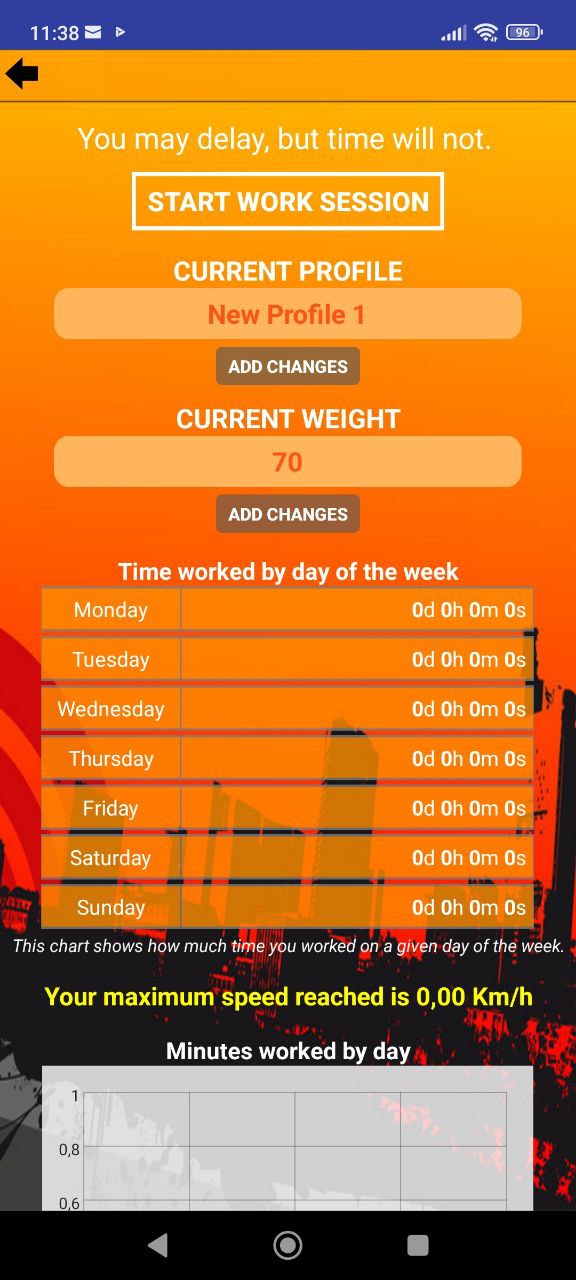 11:38
96
You may delay, but time will not.
START WORK SESSION
CURRENT PROFILE
New Profile 1
ADD CHANGES
CURRENT WEIGHT
70
ADD CHANGES
Time worked by day of the week
Monday 0d 0h 0m 0s
Tuesday 0d 0h 0m 0s
Wednesday 0d 0h 0m 0s
Thursday 0d 0h 0m 0s
Friday 0d 0h 0m 0s
Saturday 0d 0h 0m 0s
Sunday 0d 0h 0m 0s
This chart shows how much time you worked on a given day of the week.
Your maximum speed reached is 0,00 Km/h
Minutes worked by day
1
0,8
0,6